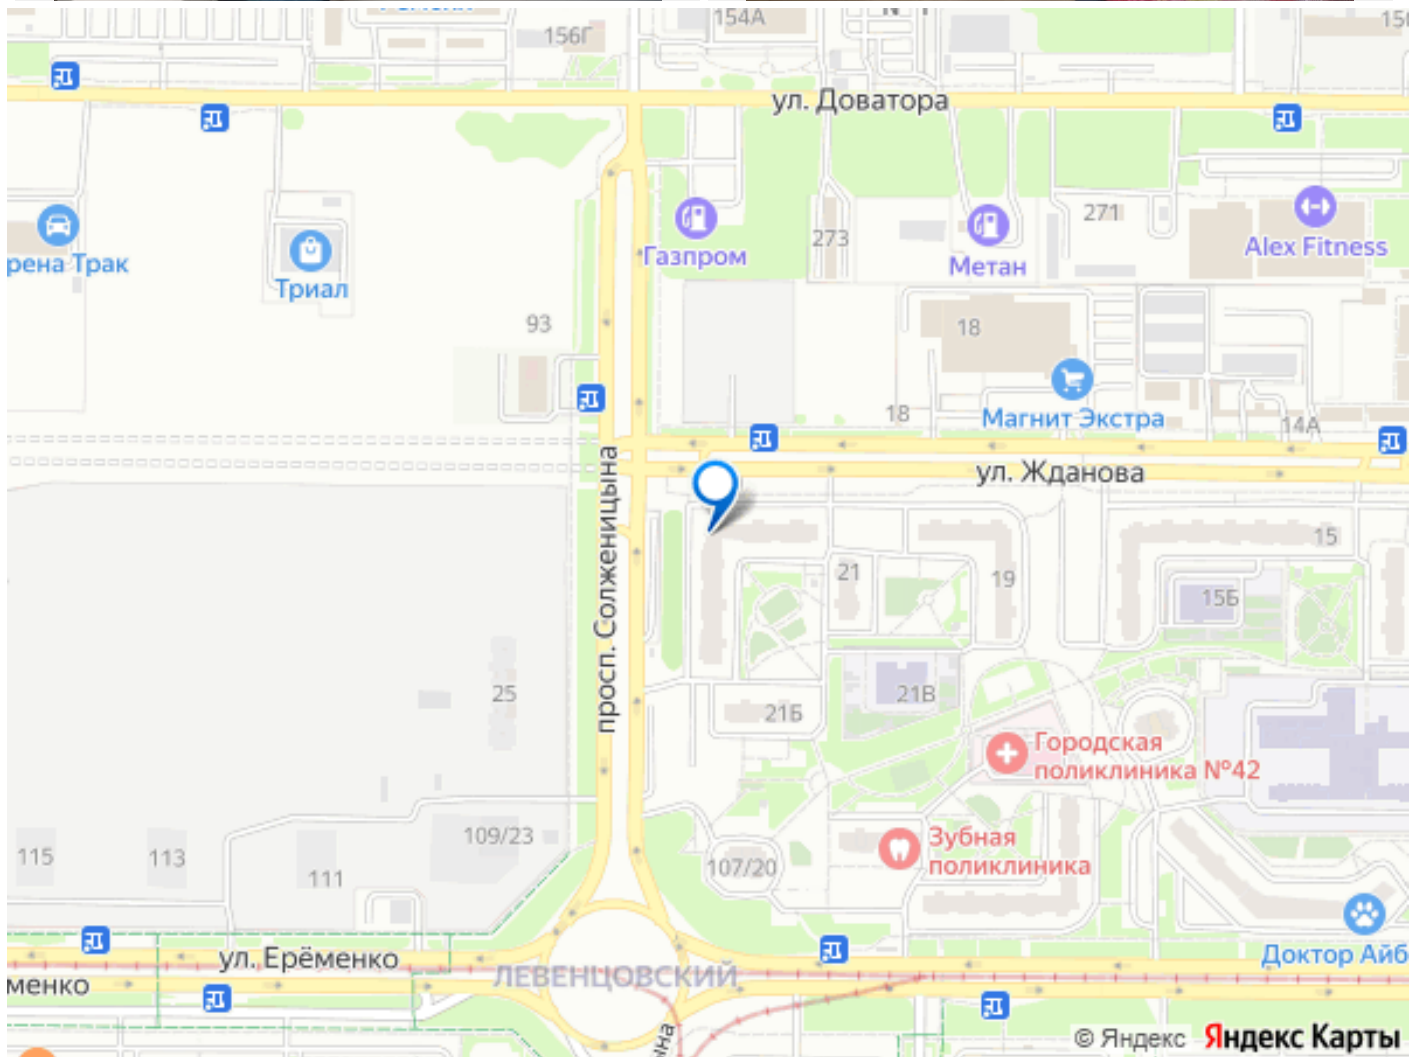 154А
156Г
ул. Доватора
271
273
Газпром
Метан
Alex Fitness
рена Трак
Триал
93
18
Магнит Экстра
18
14А
ул. Жданова
просп. Солженицына
15
21
19
15Б
21В
25
21Б
Городская
поликлиника №42
109/23
115
113
111
107/20
Зубная
поликлиника
Доктор Айб
ул. Ерёменко
ЛЕВЕНЦОВСКИЙ
менко
ына
© Яндекс Яндекс Карты